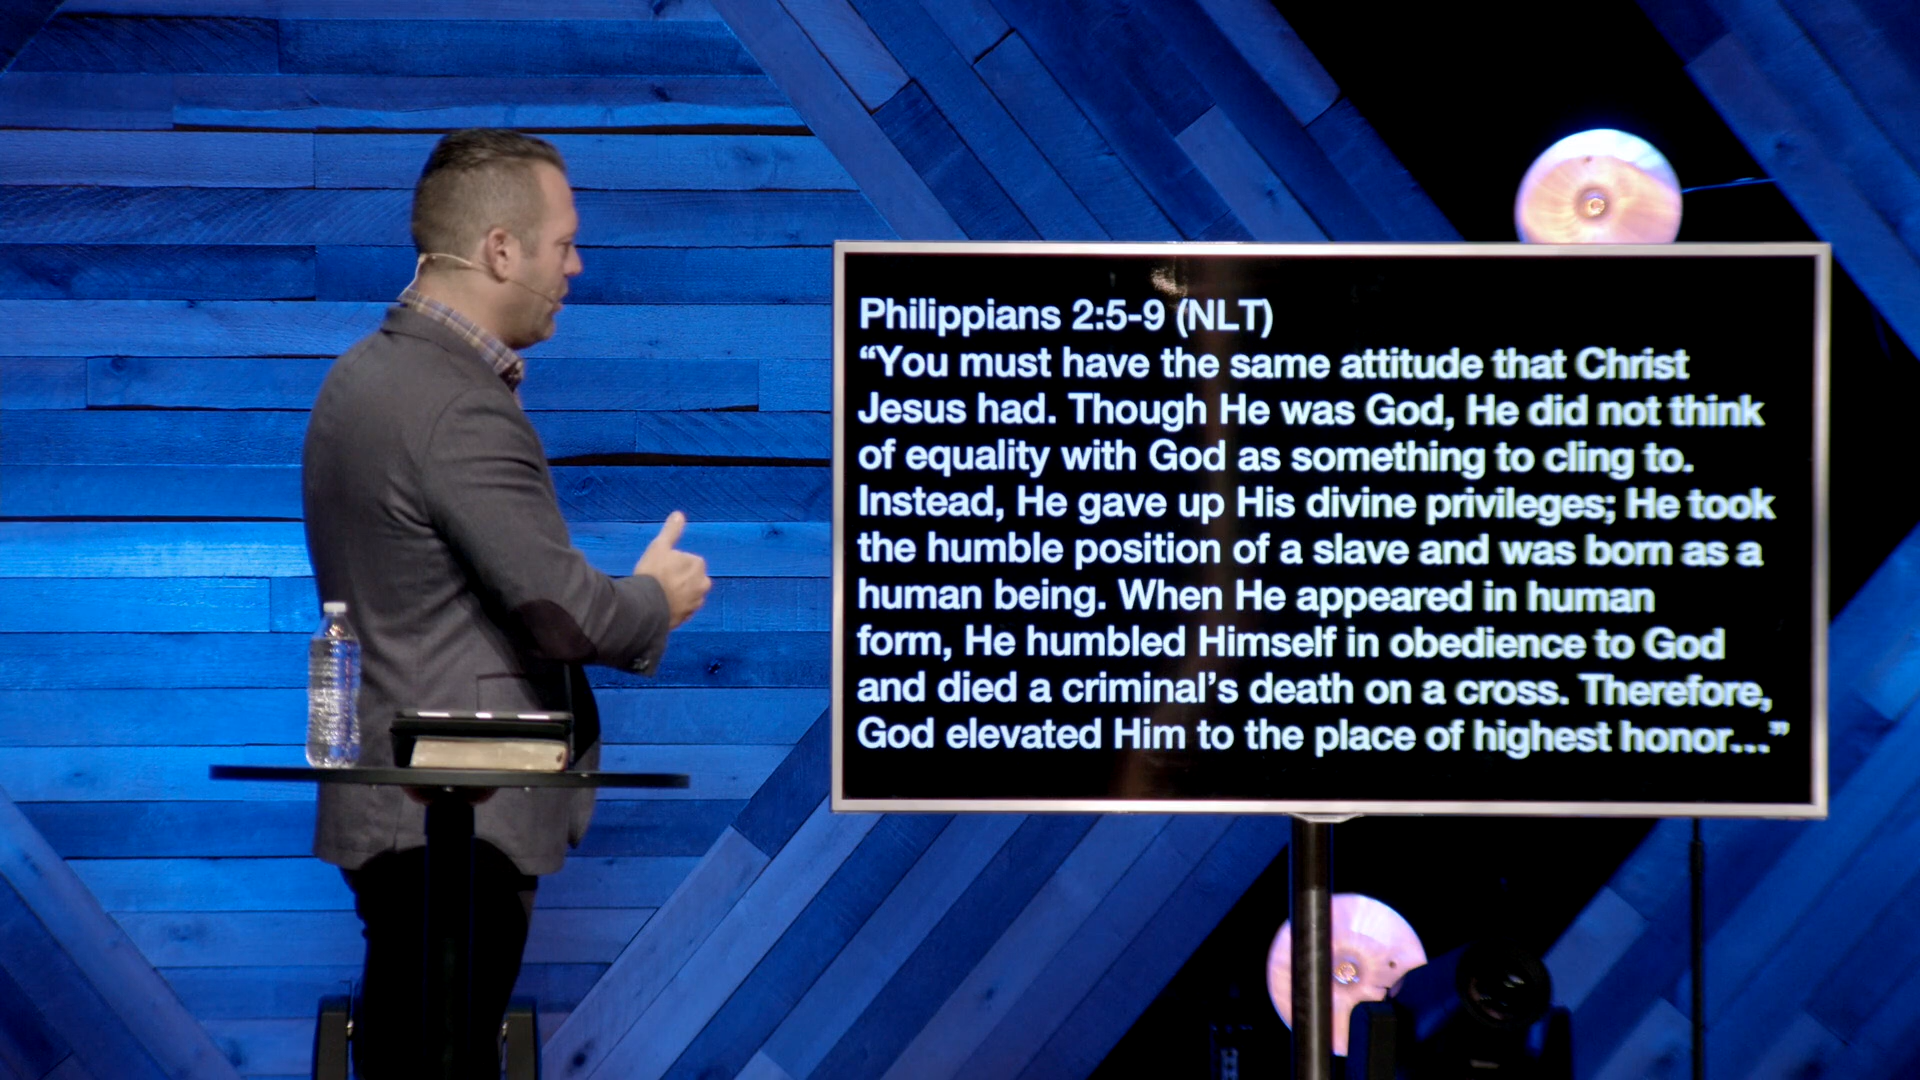 Philippians 2:5-9 (NLT)
“You must have the same attitude that Christ
Jesus had. Though He was God, He did not think
of equality with God as something to cling to.
Instead, He gave up His divine privileges; He took
the humble position of a slave and was born as a
human being. When He appeared in human
form, He humbled Himself in obedience to God
and died a criminal’s death on a cross. Therefore,
God elevated Him to the place of highest honor...”